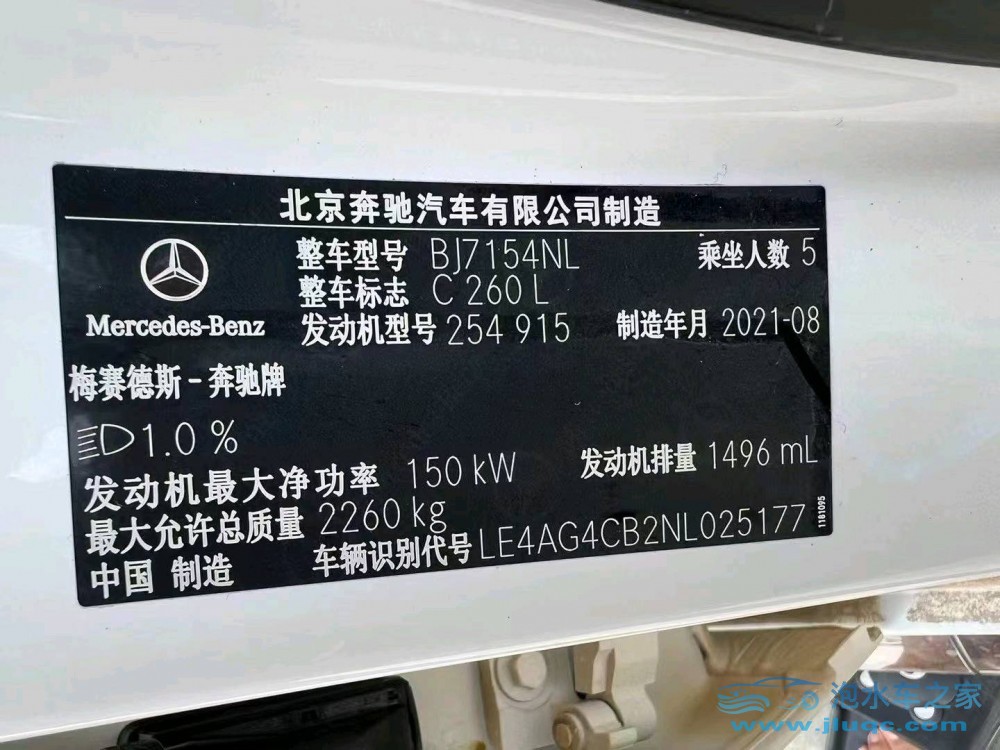 北京奔驰汽车有限公司制造
整车型号 BJ7154NL 乘坐人数 5
整车标志 C 260 L
Mercedes-Benz 发动机型号 254 915 制造年月 2021-08
梅赛德斯-奔驰牌
1.0 %
发动机最大净功率 150 kW 发动机排量 1496 mL
最大允许总质量 2260 kg
中国 制造 车辆识别代号 LE4AG4CB2NL025177
1181095
泡水车之家
www.jluqc.com